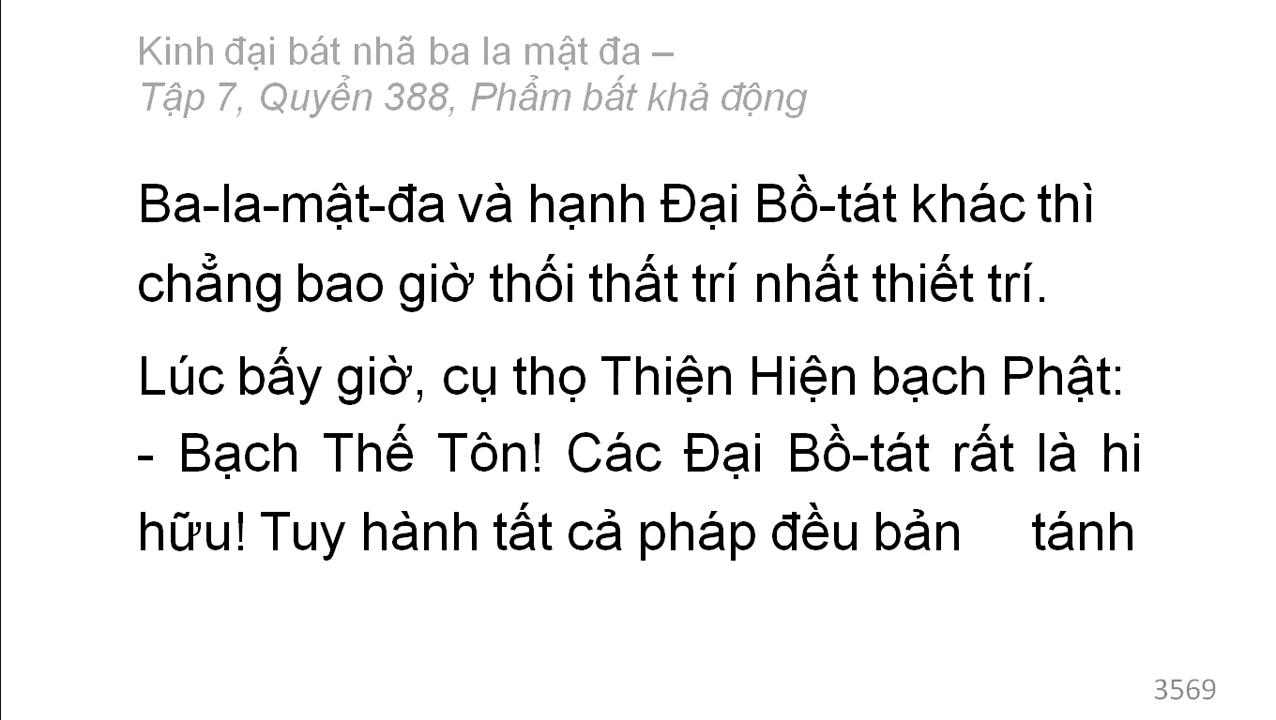 Kinh đại bát nhã ba la mật đa –
Tập 7, Quyển 388, Phẩm bất khả động
Ba-la-mật-đa và hạnh Đại Bồ-tát khác thì
chẳng bao giờ thối thất trí nhất thiết trí.
Lúc bấy giờ, cụ thọ Thiện Hiện bạch Phật:
- Bạch Thế Tôn! Các Đại Bồ-tát rất là hi
hữu! Tuy hành tất cả pháp đều bản tánh
3569